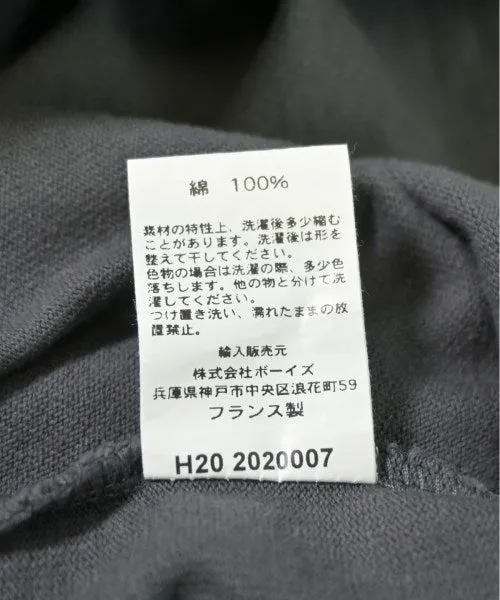 綿 100%
素材の特性上、洗濯後多少縮む
ことがあります。洗濯後は形を
整えて干してください。
色物の場合は洗濯の際、多少色
落ちします。他の物と分けて洗
濯してください。
つけ置き洗い、濡れたままの放
置禁止。
輸入販売元
株式会社ボーイズ
兵庫県神戸市中央区浪花町59
フランス製
H20 2020007